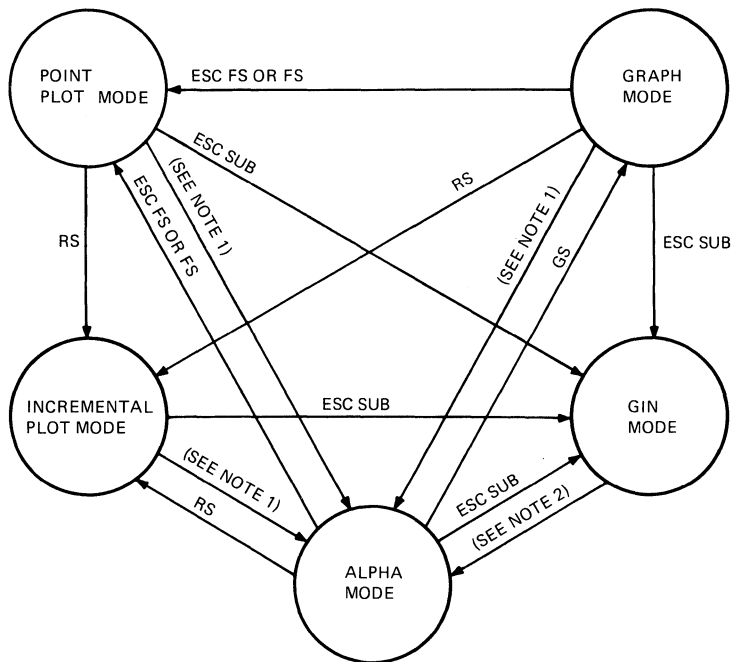 POINT
PLOT MODE
ESC FS OR FS
GRAPH
MODE
ESC SUB
(SEE NOTE 1)
ESC FS OR FS
RS
(SEE NOTE 1)
GS
RS
ESC SUB
INCREMENTAL
PLOT MODE
ESC SUB
GIN
MODE
(SEE NOTE 1)
RS
ESC SUB
(SEE NOTE 2)
ALPHA
MODE